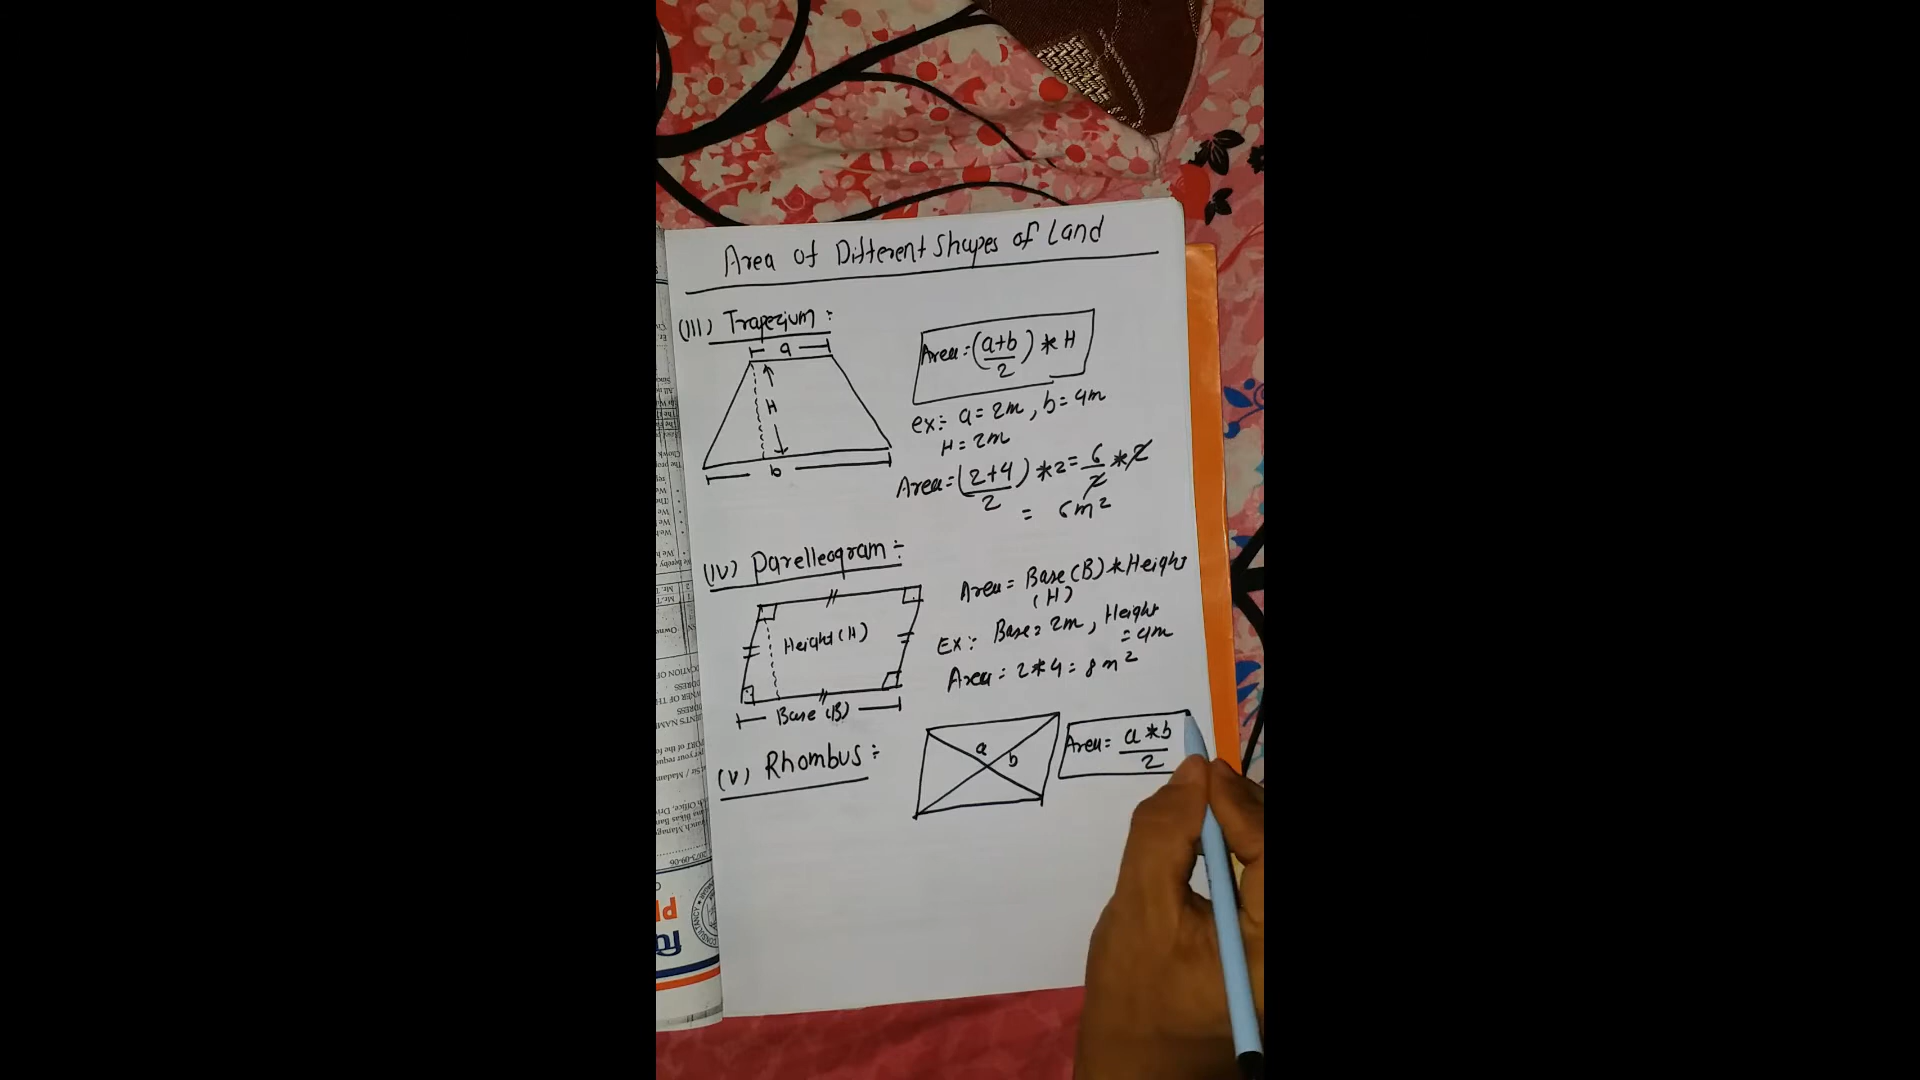 Area of Different Shapes of Land
(III) Trapezium :-
a
H
b
Area = (a+b/2) * H
ex :- a = 2m, b = 4m
H = 2m
Area = (2+4/2) * 2 = 6/2 * 2
= 6m²
(IV) Parelleogram :-
Height (H)
Base (B)
Area = Base (B) * Height
(H)
Ex :- Base = 2m, Height
= 4m
Area = 2 * 4 = 8m²
(V) Rhombus :-
a
b
Area = a * b/2